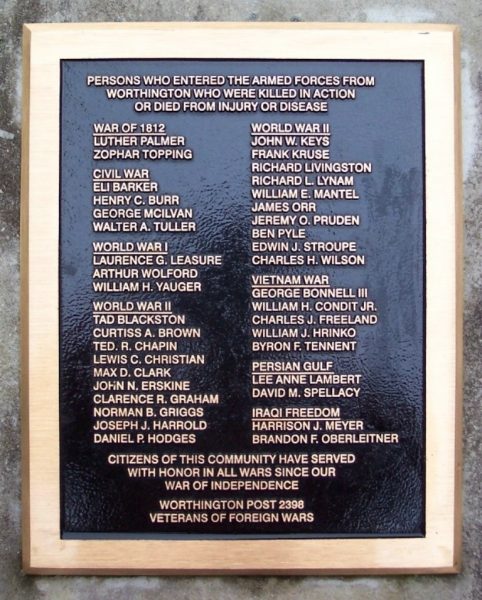 PERSONS WHO ENTERED THE ARMED FORCES FROM
WORTHINGTON WHO WERE KILLED IN ACTION
OR DIED FROM INJURY OR DISEASE
WAR OF 1812
LUTHER PALMER
ZOPHAR TOPPING
CIVIL WAR
ELI BARKER
HENRY C. BURR
GEORGE MCILVAN
WALTER A. TULLER
WORLD WAR I
LAURENCE G. LEASURE
ARTHUR WOLFORD
WILLIAM H. YAUGER
WORLD WAR II
TAD BLACKSTON
CURTISS A. BROWN
TED. R. CHAPIN
LEWIS C. CHRISTIAN
MAX D. CLARK
JOHN N. ERSKINE
CLARENCE R. GRAHAM
NORMAN B. GRIGGS
JOSEPH J. HARROLD
DANIEL P. HODGES
WORLD WAR II
JOHN W. KEYS
FRANK KRUSE
RICHARD LIVINGSTON
RICHARD L. LYNAM
WILLIAM E. MANTEL
JAMES ORR
JEREMY O. PRUDEN
BEN PYLE
EDWIN J. STROUPE
CHARLES H. WILSON
VIETNAM WAR
GEORGE BONNELL III
WILLIAM H. CONDIT JR.
CHARLES J. FREELAND
WILLIAM J. HRINKO
BYRON F. TENNENT
PERSIAN GULF
LEE ANNE LAMBERT
DAVID M. SPELLACY
IRAQI FREEDOM
HARRISON J. MEYER
BRANDON F. OBERLEITNER
CITIZENS OF THIS COMMUNITY HAVE SERVED
WITH HONOR IN ALL WARS SINCE OUR
WAR OF INDEPENDENCE
WORTHINGTON POST 2398
VETERANS OF FOREIGN WARS